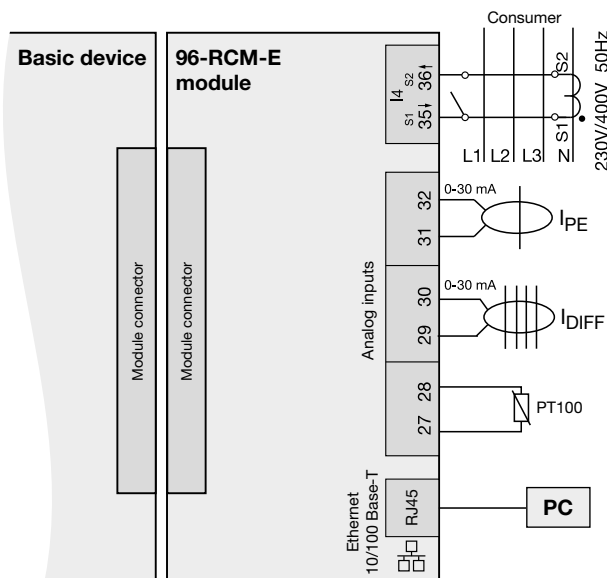 Consumer
Basic device
96-RCM-E
module
I4
S2
36
S1
35
S2
S1
230V/400V 50Hz
L1
L2
L3
N
Analog inputs
32
31
0-30 mA
IPE
30
29
0-30 mA
IDIFF
28
27
PT100
Module connector
Module connector
Ethernet
10/100 Base-T
RJ45
PC